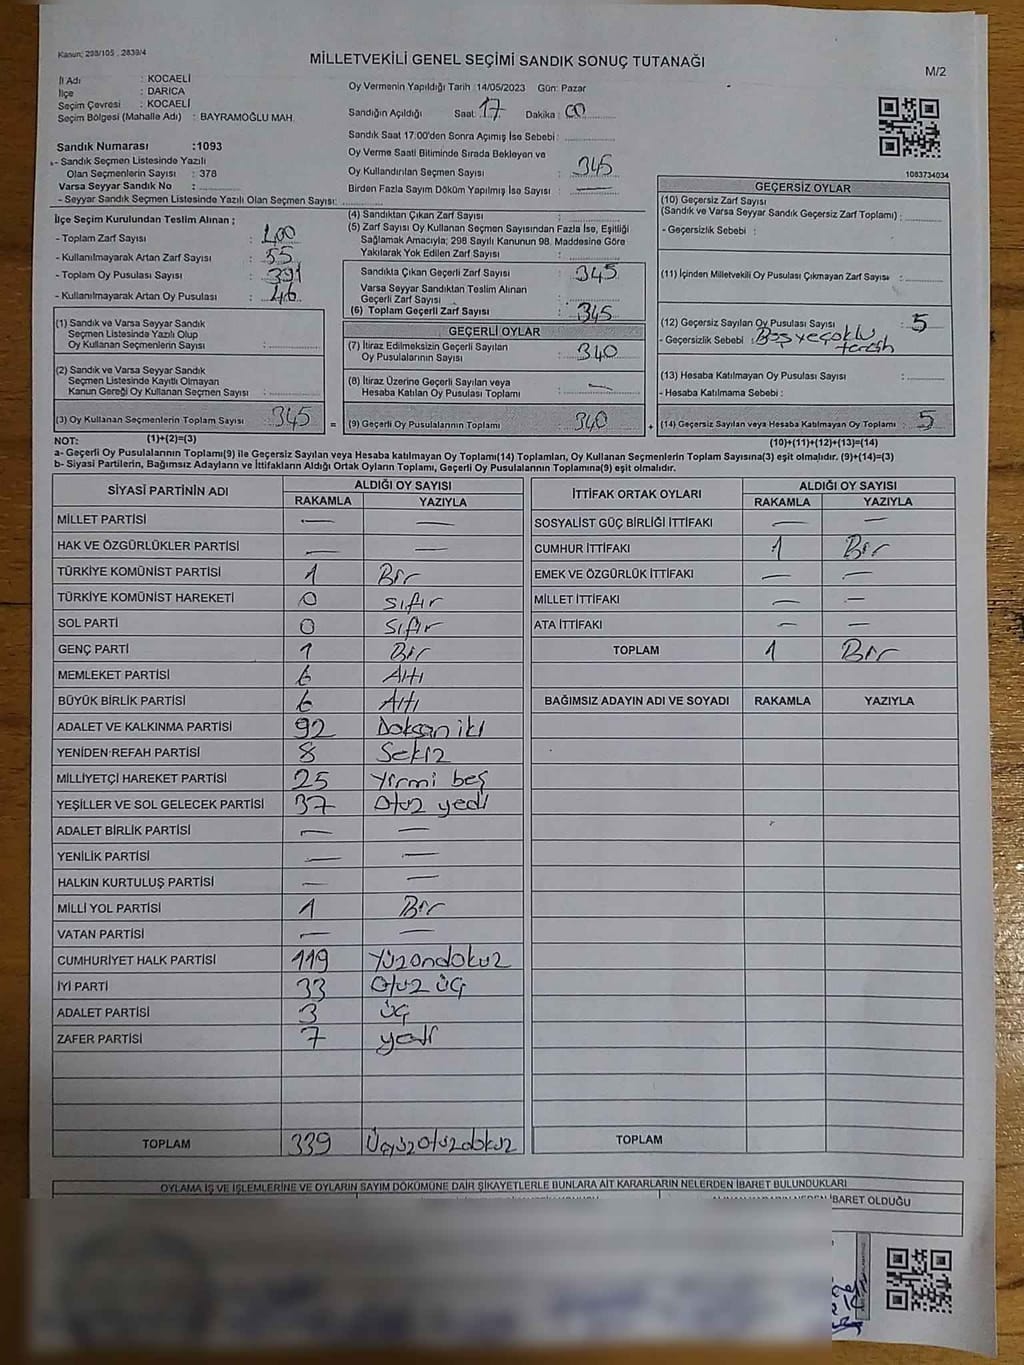 Kanun; 298/105 , 2839/4
MİLLETVEKİLİ GENEL SEÇİMİ SANDIK SONUÇ TUTANAĞI
M/2
İl Adı : KOCAELİ
İlçe : DARICA
Seçim Çevresi : KOCAELİ
Seçim Bölgesi (Mahalle Adı) : BAYRAMOĞLU MAH.
Oy Vermenin Yapıldığı Tarih : 14/05/2023 Gün: Pazar
Sandığın Açıldığı Saat: 17 Dakika : 00
Sandık Saat 17:00'den Sonra Açımış İse Sebebi :
Sandık Numarası :1093
- Sandık Seçmen Listesinde Yazılı
Olan Seçmenlerin Sayısı : 378
Varsa Seyyar Sandık No :
- Seyyar Sandık Seçmen Listesinde Yazılı Olan Seçmen Sayısı:
Oy Verme Saati Bitiminde Sırada Bekleyen ve
Oy Kullandırılan Seçmen Sayısı : 345
Birden Fazla Sayım Döküm Yapılmış İse Sayısı : —
1083734034
İlçe Seçim Kurulundan Teslim Alınan ;
- Toplam Zarf Sayısı : 400
- Kullanılmayarak Artan Zarf Sayısı : 55
- Toplam Oy Pusulası Sayısı : 391
- Kullanılmayarak Artan Oy Pusulası : 46
(1) Sandık ve Varsa Seyyar Sandık
Seçmen Listesinde Yazılı Olup
Oy Kullanan Seçmenlerin Sayısı :
(2) Sandık ve Varsa Seyyar Sandık
Seçmen Listesinde Kayıtlı Olmayan
Kanun Gereği Oy Kullanan Seçmen Sayısı :
(3) Oy Kullanan Seçmenlerin Toplam Sayısı : 345
(4) Sandıktan Çıkan Zarf Sayısı :
(5) Zarf Sayısı Oy Kullanan Seçmen Sayısından Fazla İse, Eşitliği
Sağlamak Amacıyla; 298 Sayılı Kanunun 98. Maddesine Göre
Yakılarak Yok Edilen Zarf Sayısı :
Sandıkta Çıkan Geçerli Zarf Sayısı : 345
Varsa Seyyar Sandıktan Teslim Alınan
Geçerli Zarf Sayısı :
(6) Toplam Geçerli Zarf Sayısı : 345
GEÇERLİ OYLAR
(7) İtiraz Edilmeksizin Geçerli Sayılan
Oy Pusulalarının Sayısı : 340
(8) İtiraz Üzerine Geçerli Sayılan veya
Hesaba Katılan Oy Pusulası Toplamı : —
= (9) Geçerli Oy Pusulalarının Toplamı : 340
GEÇERSİZ OYLAR
(10) Geçersiz Zarf Sayısı
(Sandık ve Varsa Seyyar Sandık Geçersiz Zarf Toplamı) :
- Geçersizlik Sebebi :
(11) İçinden Milletvekili Oy Pusulası Çıkmayan Zarf Sayısı :
(12) Geçersiz Sayılan Oy Pusulası Sayısı : 5
- Geçersizlik Sebebi : Boş ve çoklu
tercih
(13) Hesaba Katılmayan Oy Pusulası Sayısı :
- Hesaba Katılmama Sebebi :
+ (14) Geçersiz Sayılan veya Hesaba Katılmayan Oy Toplamı : 5
NOT: (1)+(2)=(3) (10)+(11)+(12)+(13)=(14)
a- Geçerli Oy Pusulalarının Toplamı(9) ile Geçersiz Sayılan veya Hesaba katılmayan Oy Toplamı(14) Toplamları, Oy Kullanan Seçmenlerin Toplam Sayısına(3) eşit olmalıdır. (9)+(14)=(3)
b- Siyasi Partilerin, Bağımsız Adayların ve İttifakların Aldığı Ortak Oyların Toplamı, Geçerli Oy Pusulalarının Toplamına(9) eşit olmalıdır.
SİYASİ PARTİNİN ADI ALDIĞI OY SAYISI
RAKAMLA YAZIYLA
MİLLET PARTİSİ — —
HAK VE ÖZGÜRLÜKLER PARTİSİ — —
TÜRKİYE KOMÜNİST PARTİSİ 1 Bir
TÜRKİYE KOMÜNİST HAREKETİ 0 sıfır
SOL PARTİ 0 sıfır
GENÇ PARTİ 1 Bir
MEMLEKET PARTİSİ 6 Altı
BÜYÜK BİRLİK PARTİSİ 6 Altı
ADALET VE KALKINMA PARTİSİ 92 Doksan iki
YENİDEN REFAH PARTİSİ 8 Sekiz
MİLLİYETÇİ HAREKET PARTİSİ 25 Yirmi beş
YEŞİLLER VE SOL GELECEK PARTİSİ 37 Otuz yedi
ADALET BİRLİK PARTİSİ — —
YENİLİK PARTİSİ — —
HALKIN KURTULUŞ PARTİSİ — —
MİLLİ YOL PARTİSİ 1 Bir
VATAN PARTİSİ — —
CUMHURİYET HALK PARTİSİ 119 Yüzondokuz
İYİ PARTİ 33 Otuz üç
ADALET PARTİSİ 3 üç
ZAFER PARTİSİ 7 yedi
TOPLAM 339 Üçyüzotuzdokuz
İTTİFAK ORTAK OYLARI ALDIĞI OY SAYISI
RAKAMLA YAZIYLA
SOSYALİST GÜÇ BİRLİĞİ İTTİFAKI — —
CUMHUR İTTİFAKI 1 Bir
EMEK VE ÖZGÜRLÜK İTTİFAKI — —
MİLLET İTTİFAKI — —
ATA İTTİFAKI — —
TOPLAM 1 Bir
BAĞIMSIZ ADAYIN ADI VE SOYADI RAKAMLA YAZIYLA
TOPLAM
OYLAMA İŞ VE İŞLEMLERİNE VE OYLARIN SAYIM DÖKÜMÜNE DAİR ŞİKAYETLERLE BUNLARA AİT KARARLARIN NELERDEN İBARET BULUNDUKLARI
NEDEN İBARET OLDUĞU